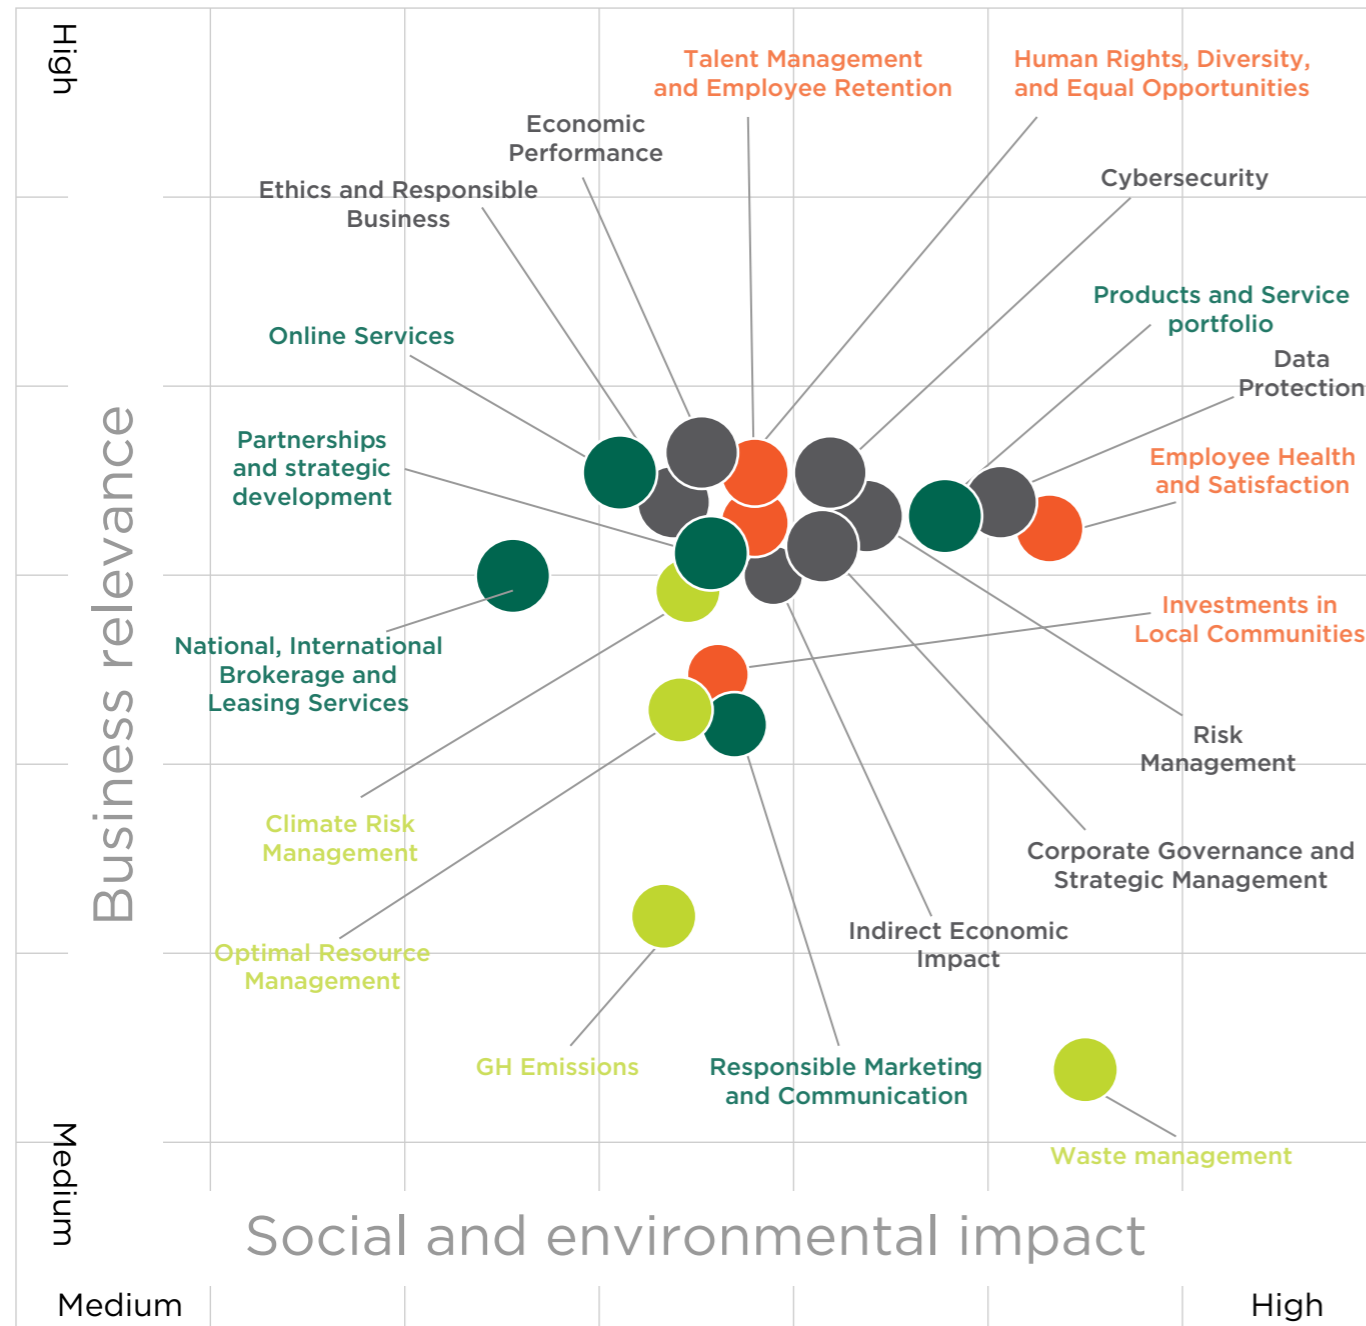 High
Talent Management
and Employee Retention
Human Rights, Diversity,
and Equal Opportunities
Economic
Performance
Cybersecurity
Ethics and Responsible
Business
Products and Service
portfolio
Online Services
Data
Protection
Partnerships
and strategic
development
Employee Health
and Satisfaction
Business relevance
National, International
Brokerage and
Leasing Services
Investments in
Local Communities
Risk
Management
Climate Risk
Management
Corporate Governance and
Strategic Management
Indirect Economic
Impact
Optimal Resource
Management
GH Emissions
Responsible Marketing
and Communication
Waste management
Medium
Social and environmental impact
Medium
High